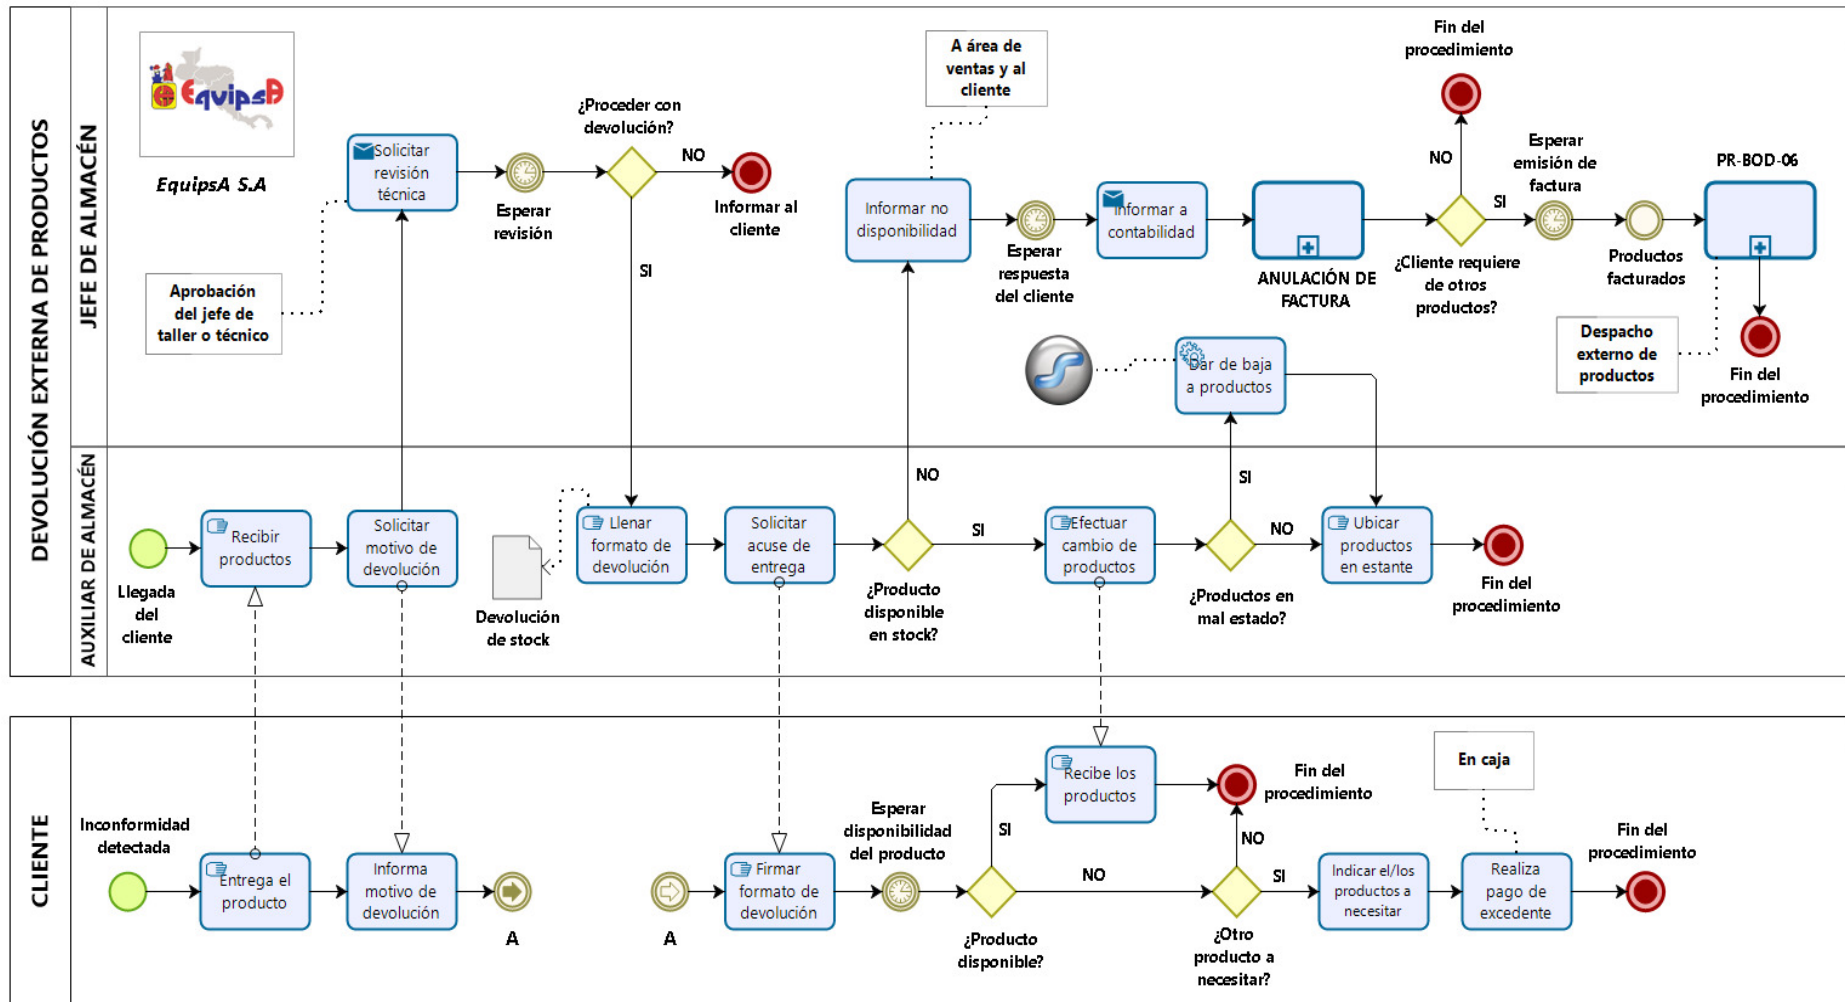 DEVOLUCIÓN EXTERNA DE PRODUCTOS
JEFE DE ALMACÉN
EquipsA
EquipsA S.A
Aprobación
del jefe de
taller o técnico
Solicitar
revisión
técnica
Esperar
revisión
¿Proceder con
devolución?
NO
Informar al
cliente
SI
A área de
ventas y al
cliente
Informar no
disponibilidad
Esperar
respuesta
del cliente
Informar a
contabilidad
ANULACIÓN DE
FACTURA
¿Cliente requiere
de otros
productos?
NO
Fin del
procedimiento
SI
Esperar
emisión de
factura
Productos
facturados
PR-BOD-06
Despacho
externo de
productos
Fin del
procedimiento
Dar de baja
a productos
AUXILIAR DE ALMACÉN
Llegada
del
cliente
Recibir
productos
Solicitar
motivo de
devolución
Devolución
de stock
Llenar
formato de
devolución
Solicitar
acuse de
entrega
¿Producto
disponible
en stock?
NO
SI
Efectuar
cambio de
productos
¿Productos en
mal estado?
SI
NO
Ubicar
productos
en estante
Fin del
procedimiento
CLIENTE
Inconformidad
detectada
Entrega el
producto
Informa
motivo de
devolución
A
A
Firmar
formato de
devolución
Esperar
disponibilidad
del producto
¿Producto
disponible?
SI
NO
Recibe los
productos
Fin del
procedimiento
¿Otro
producto a
necesitar?
NO
SI
Indicar el/los
productos a
necesitar
En caja
Realiza
pago de
excedente
Fin del
procedimiento